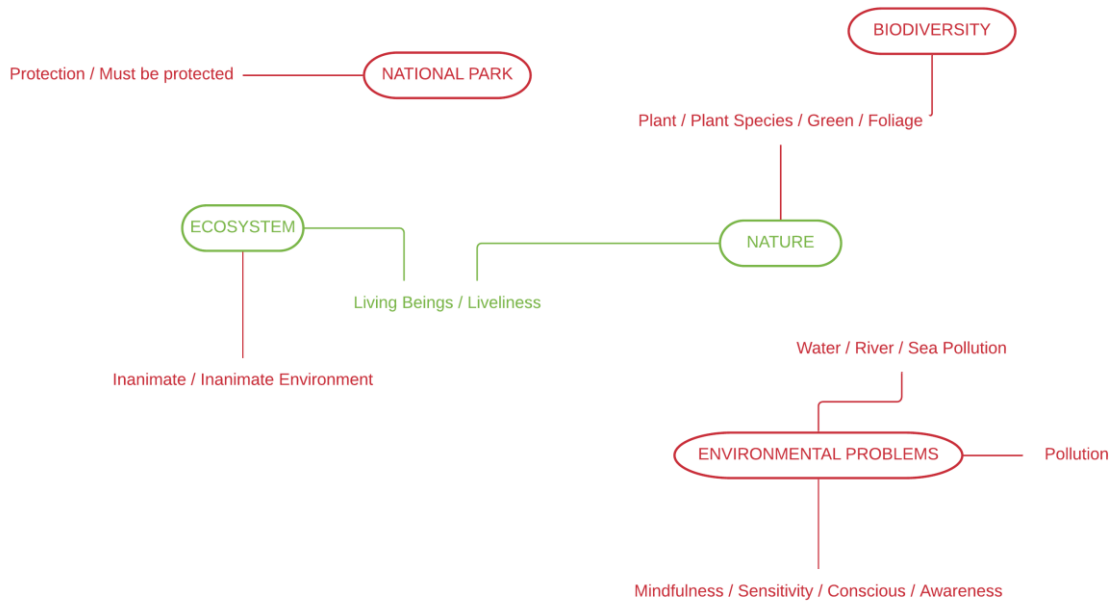 BIODIVERSITY
Protection / Must be protected
NATIONAL PARK
Plant / Plant Species / Green / Foliage
ECOSYSTEM
NATURE
Living Beings / Liveliness
Water / River / Sea Pollution
Inanimate / Inanimate Environment
ENVIRONMENTAL PROBLEMS
Pollution
Mindfulness / Sensitivity / Conscious / Awareness